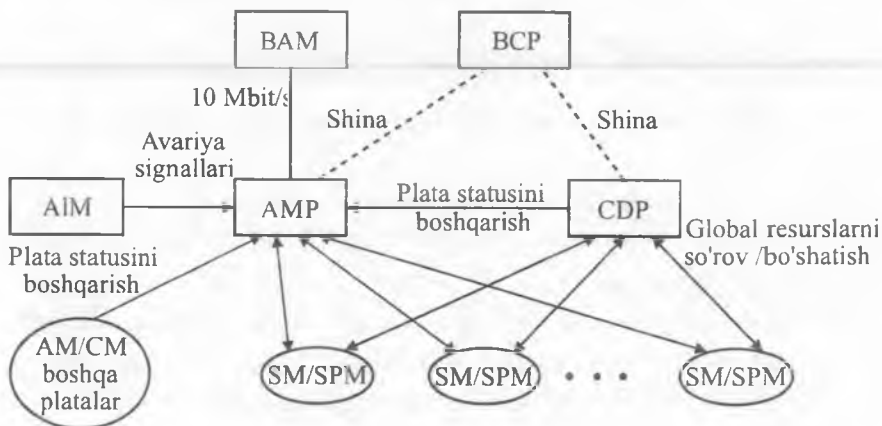 BAM
BCP
10 Mbit/s
Shina
Shina
Avariya
signallari
AIM
AMP
Plata statusini
boshqarish
CDP
Global resurslarni
so'rov /bo'shatish
Plata statusini
boshqarish
AM/CM
boshqa
platalar
SM/SPM
SM/SPM
• • •
SM/SPM